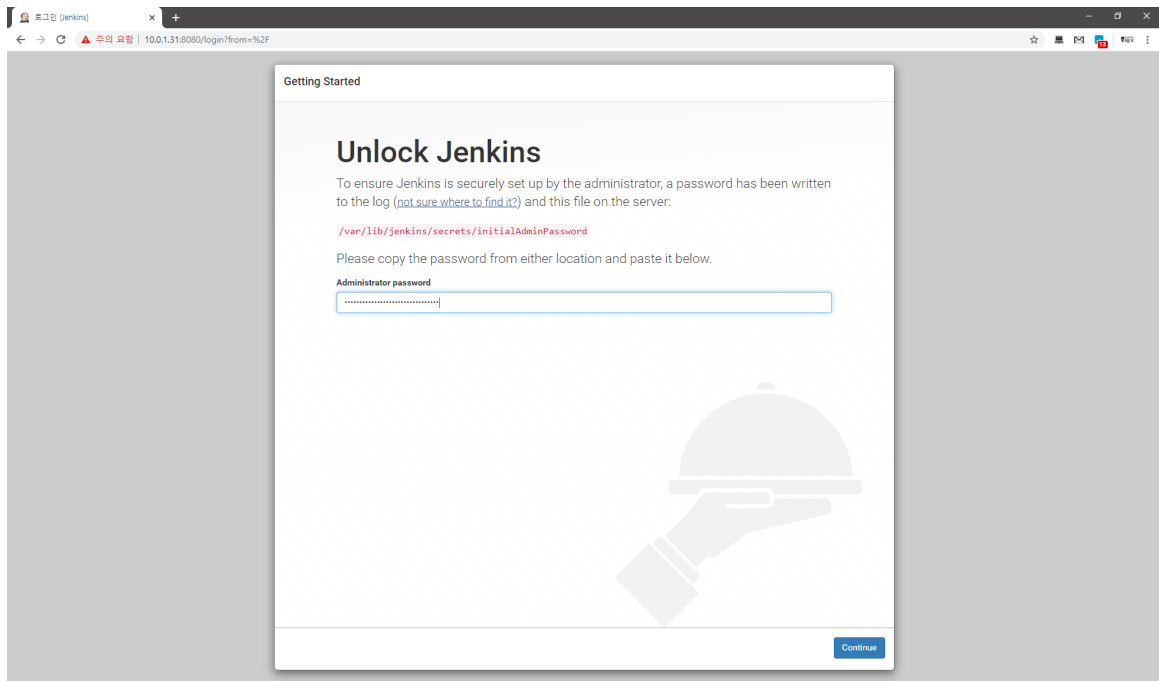 로그인 [Jenkins]
주의 요함 | 10.0.1.31:8080/login?from=%2F
13
Getting Started
Unlock Jenkins
To ensure Jenkins is securely set up by the administrator, a password has been written
to the log (not sure where to find it?) and this file on the server:
/var/lib/jenkins/secrets/initialAdminPassword
Please copy the password from either location and paste it below.
Administrator password
Continue